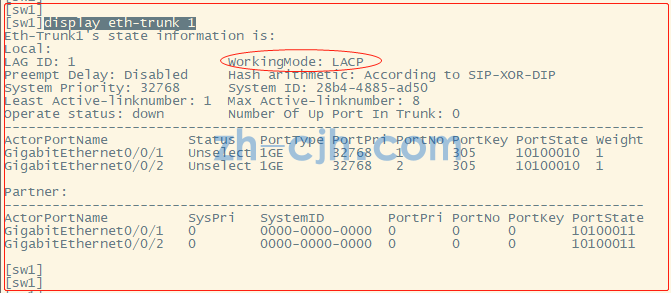 [sw1]
[sw1]display eth-trunk 1
Eth-Trunk1's state information is:
Local:
LAG ID: 1 WorkingMode: LACP
Preempt Delay: Disabled Hash arithmetic: According to SIP-XOR-DIP
System Priority: 32768 System ID: 28b4-4885-ad50
Least Active-linknumber: 1 Max Active-linknumber: 8
Operate status: down Number Of Up Port In Trunk: 0
--------------------------------------------------------------------------------
ActorPortName Status PortType PortPri PortNo PortKey PortState Weight
GigabitEthernet0/0/1 Unselect 1GE 32768 1 305 10100010 1
GigabitEthernet0/0/2 Unselect 1GE 32768 2 305 10100010 1
zh-cjh.com
Partner:
--------------------------------------------------------------------------------
ActorPortName SysPri SystemID PortPri PortNo PortKey PortState
GigabitEthernet0/0/1 0 0000-0000-0000 0 0 0 10100011
GigabitEthernet0/0/2 0 0000-0000-0000 0 0 0 10100011
[sw1]
[sw1]